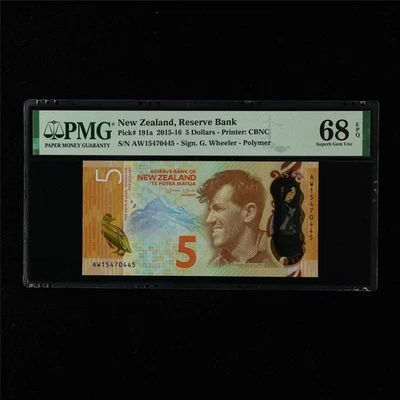 PMG
PAPER MONEY GUARANTY
New Zealand, Reserve Bank
Pick# 191a 2015-16 5 Dollars - Printer: CBNC
S/N AW15470445 - Sign. G. Wheeler - Polymer
68 EPQ
Superb Gem Unc
5
RESERVE BANK OF
NEW ZEALAND
TE PŪTEA MATUA
AW15470445
5
AW15470445